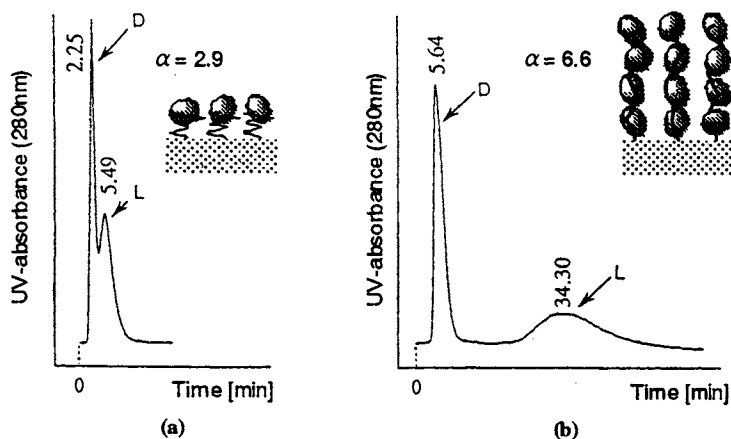 UV-absorbance (280nm)
2.25
D
α = 2.9
5.49
L
0
Time [min]
(a)
UV-absorbance (280nm)
5.64
D
α = 6.6
34.30
L
0
Time [min]
(b)